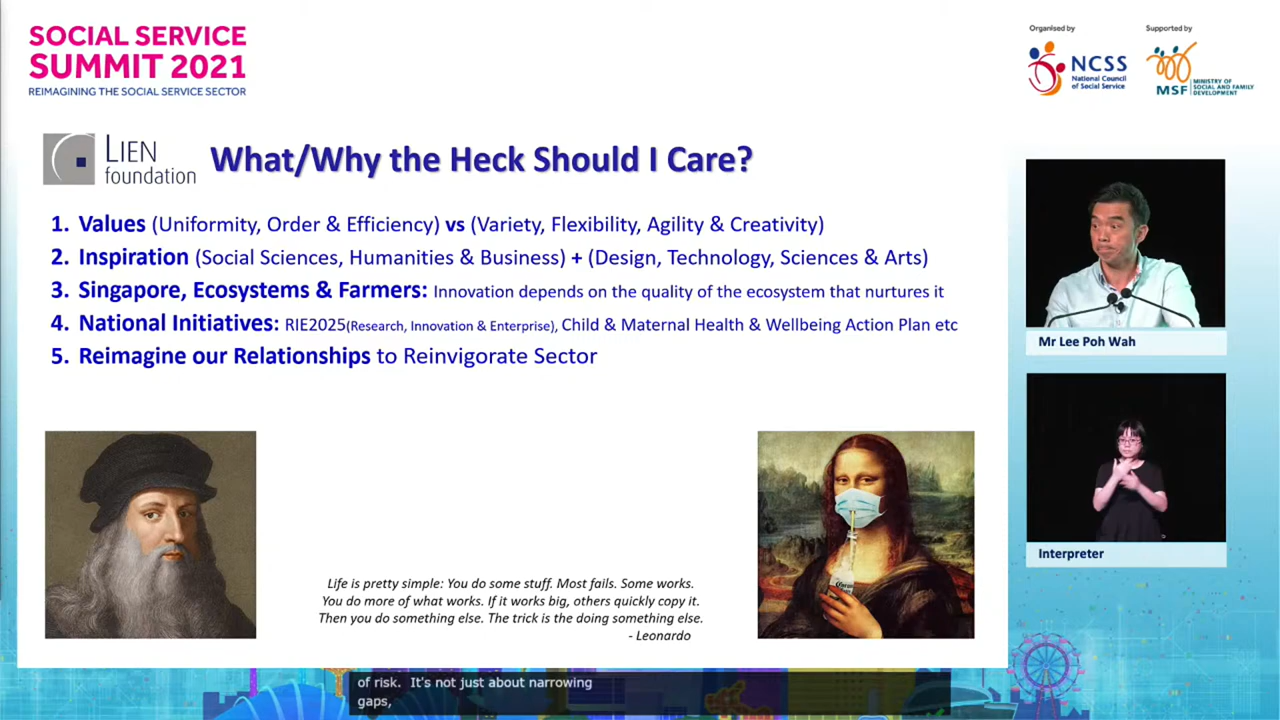 SOCIAL SERVICE
SUMMIT 2021
REIMAGINING THE SOCIAL SERVICE SECTOR
Organised by
NCSS
National Council
of Social Service
Supported by
MSF
MINISTRY OF
SOCIAL AND FAMILY
DEVELOPMENT
LIEN
foundation
What/Why the Heck Should I Care?
1. Values (Uniformity, Order & Efficiency) vs (Variety, Flexibility, Agility & Creativity)
2. Inspiration (Social Sciences, Humanities & Business) + (Design, Technology, Sciences & Arts)
3. Singapore, Ecosystems & Farmers: Innovation depends on the quality of the ecosystem that nurtures it
4. National Initiatives: RIE2025(Research, Innovation & Enterprise), Child & Maternal Health & Wellbeing Action Plan etc
5. Reimagine our Relationships to Reinvigorate Sector
Mr Lee Poh Wah
Interpreter
Life is pretty simple: You do some stuff. Most fails. Some works.
You do more of what works. If it works big, others quickly copy it.
Then you do something else. The trick is the doing something else.
- Leonardo
of risk. It's not just about narrowing
gaps,